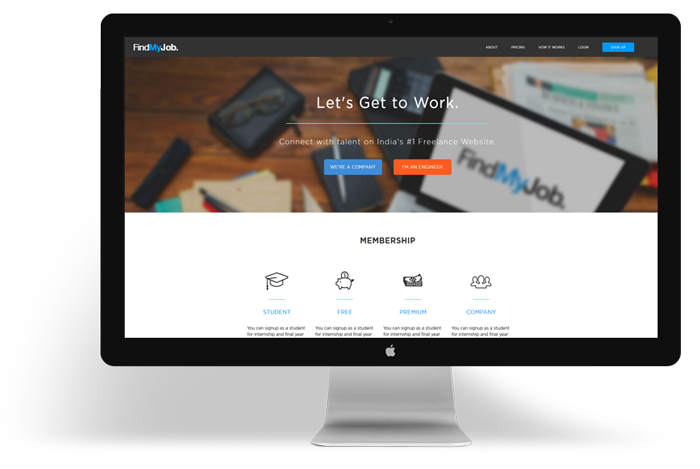 FindMyJob.
ABOUT PRICING HOW IT WORKS LOGIN SIGN UP
Let's Get to Work.
Connect with talent on India's #1 Freelance Website.
WE'RE A COMPANY I'M AN ENGINEER
FindMyJob.
MEMBERSHIP
STUDENT FREE PREMIUM COMPANY
You can signup as a student You can signup as a student You can signup as a student You can signup as a student
for internship and final year for internship and final year for internship and final year for internship and final year